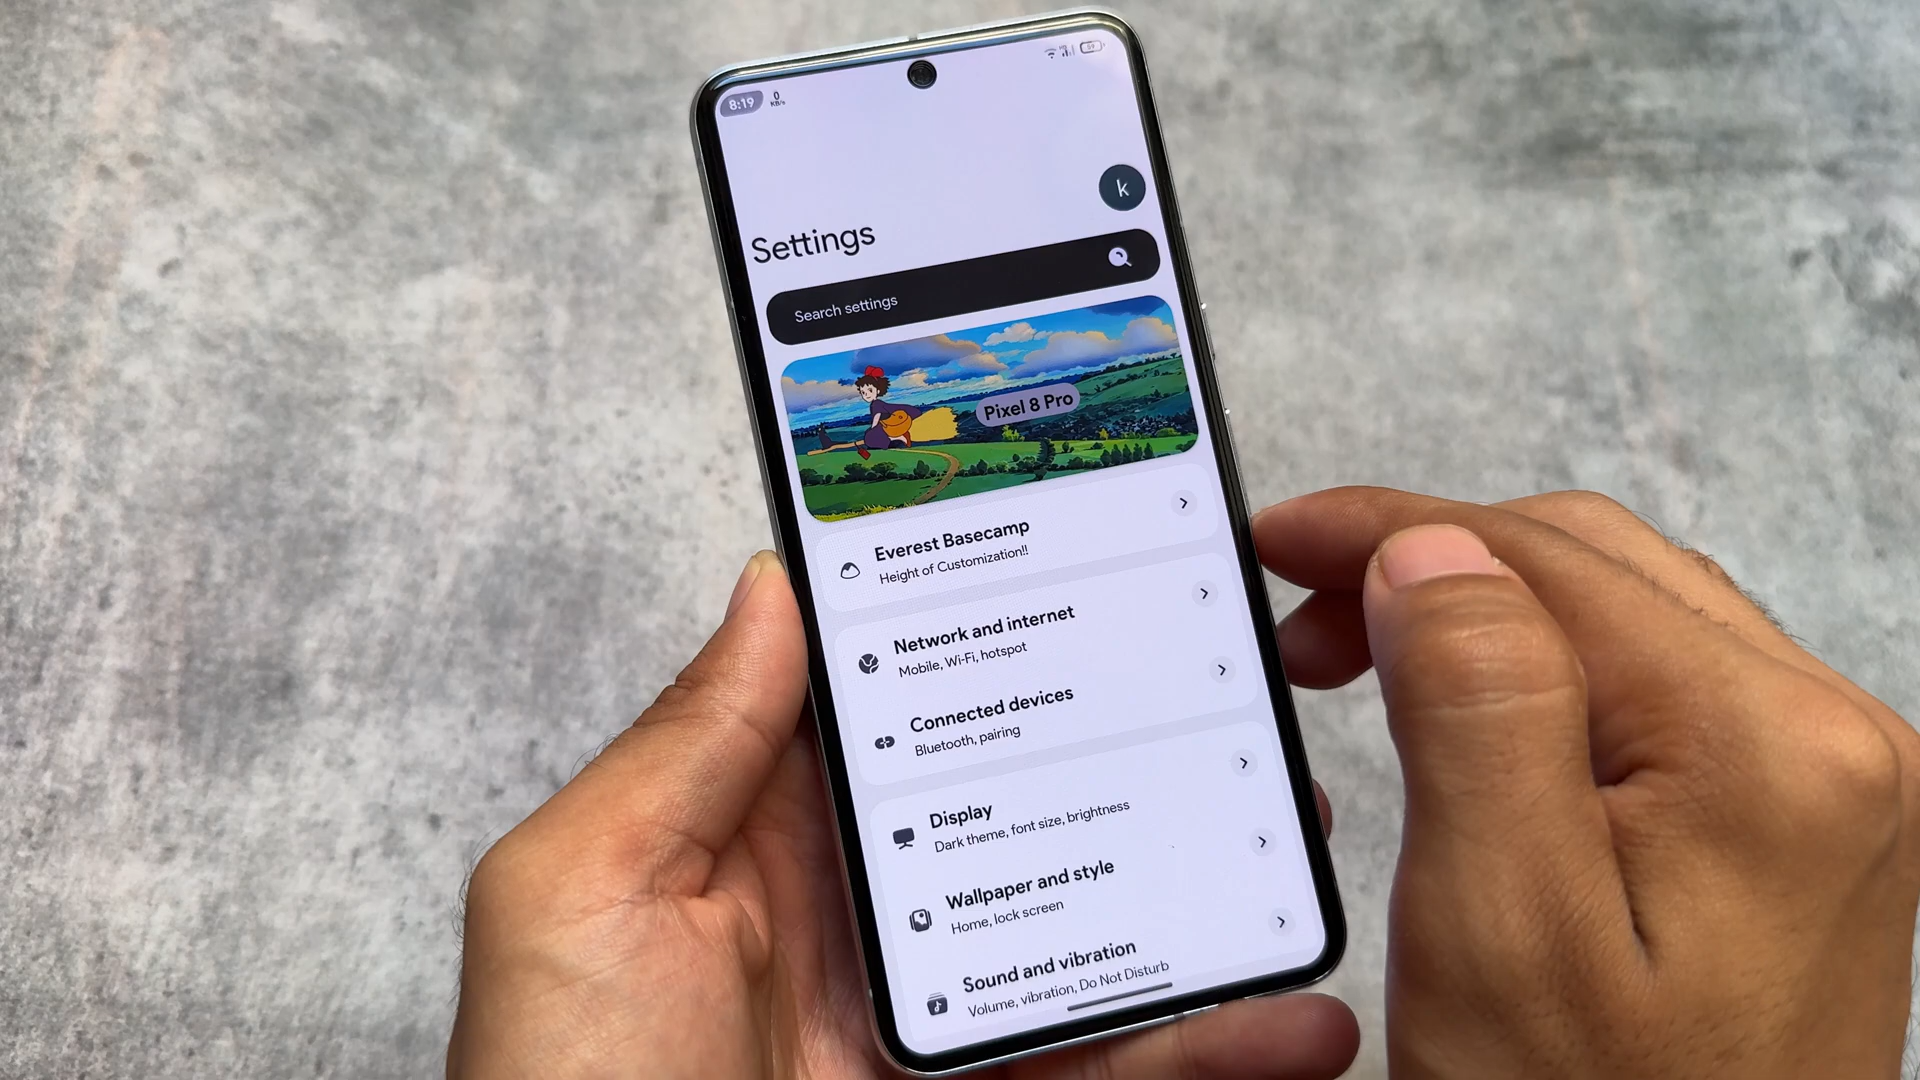 8:19
0
KB/s
59
k
Settings
Search settings
Pixel 8 Pro
Everest Basecamp
Height of Customization!!
Network and internet
Mobile, Wi-Fi, hotspot
Connected devices
Bluetooth, pairing
Display
Dark theme, font size, brightness
Wallpaper and style
Home, lock screen
Sound and vibration
Volume, vibration, Do Not Disturb